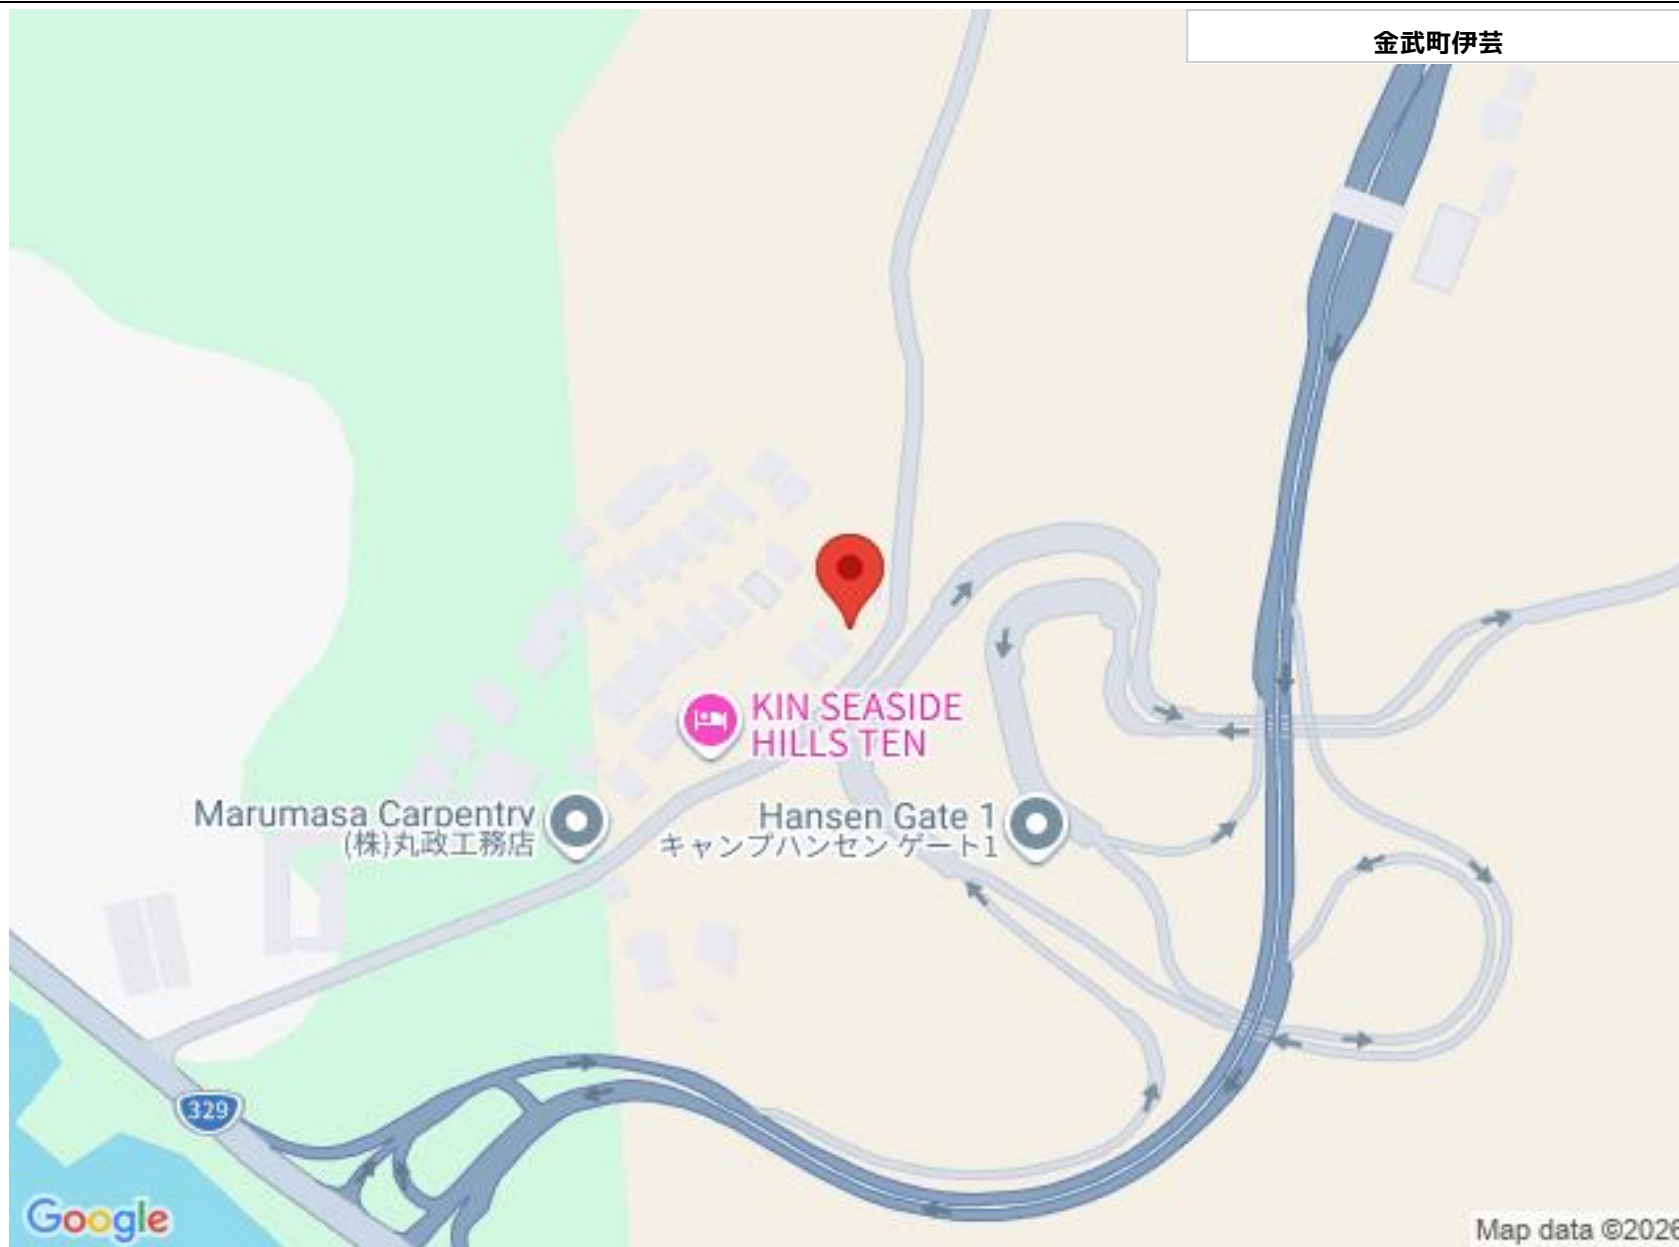 金武町伊芸
KIN SEASIDE
HILLS TEN
Marumasa Carpentry
(株)丸政工務店
Hansen Gate 1
キャンプハンセン ゲート1
329
Google
Map data ©2026